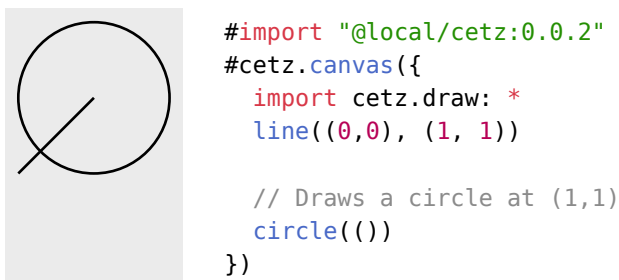 #import "@local/cetz:0.0.2"
#cetz.canvas({
  import cetz.draw: *
  line((0,0), (1, 1))

  // Draws a circle at (1,1)
  circle(())
})